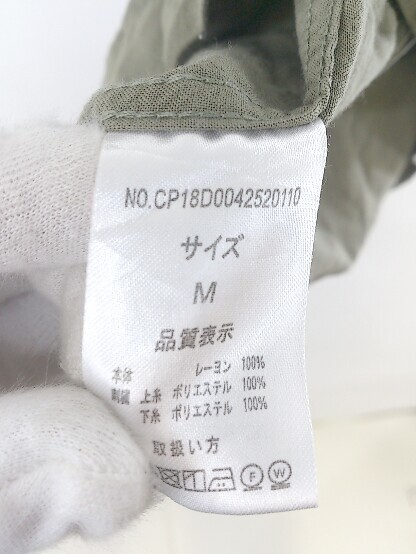 NO.CP18D0042520110
サイズ
M
品質表示
本体 レーヨン 100%
刺繍 上糸 ポリエステル 100%
下糸 ポリエステル 100%
取扱い方
F W